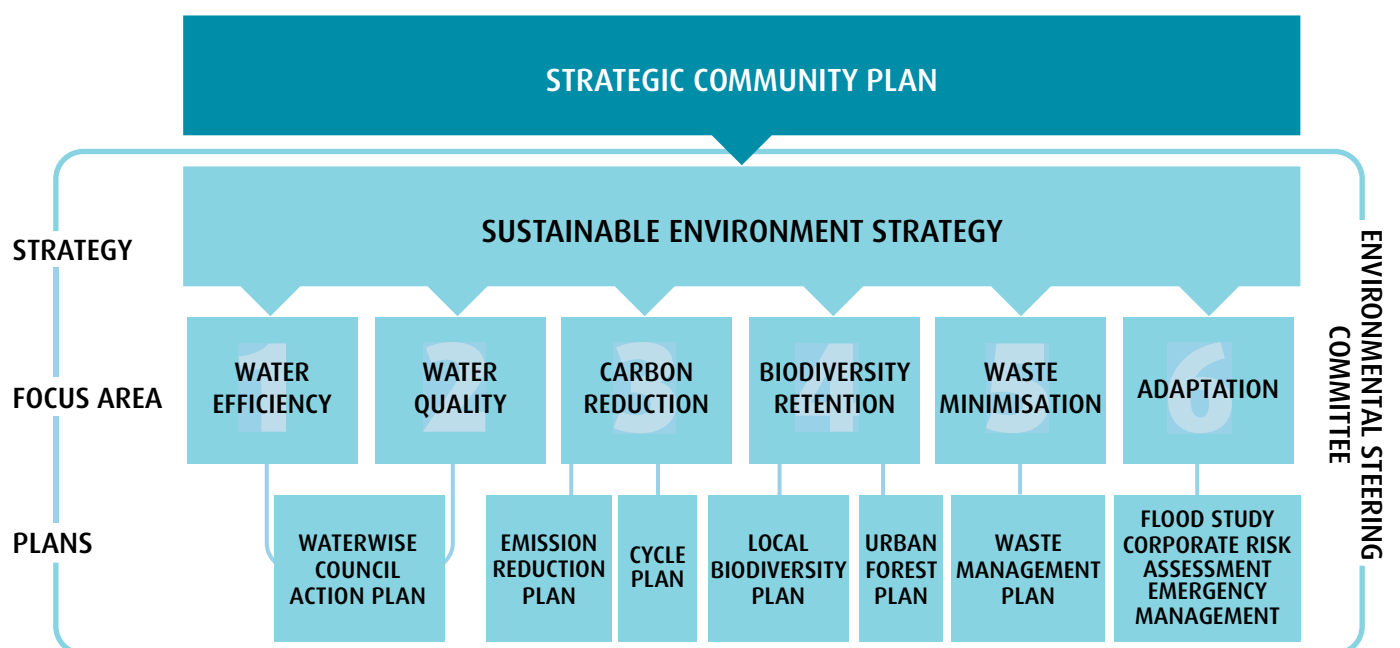 STRATEGIC COMMUNITY PLAN
STRATEGY
SUSTAINABLE ENVIRONMENT STRATEGY
FOCUS AREA
1
WATER
EFFICIENCY
2
WATER
QUALITY
3
CARBON
REDUCTION
4
BIODIVERSITY
RETENTION
5
WASTE
MINIMISATION
6
ADAPTATION
PLANS
WATERWISE
COUNCIL
ACTION PLAN
EMISSION
REDUCTION
PLAN
CYCLE
PLAN
LOCAL
BIODIVERSITY
PLAN
URBAN
FOREST
PLAN
WASTE
MANAGEMENT
PLAN
FLOOD STUDY
CORPORATE RISK
ASSESSMENT
EMERGENCY
MANAGEMENT
ENVIRONMENTAL STEERING
COMMITTEE